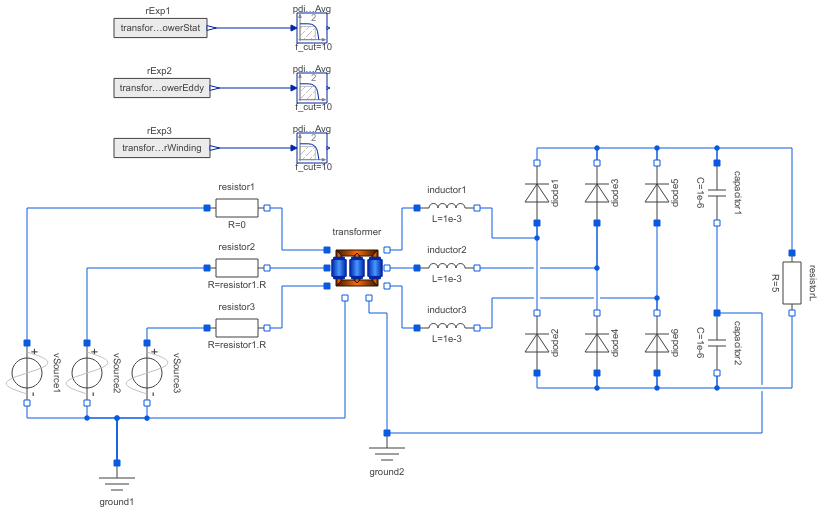 rExp1
transfor...owerStat
pdi...Avg
2
f_cut=10
rExp2
transfor...owerEddy
pdi...Avg
2
f_cut=10
rExp3
transfo...rWinding
pdi...Avg
2
f_cut=10
resistor1
R=0
resistor2
R=resistor1.R
resistor3
R=resistor1.R
transformer
inductor1
L=1e-3
inductor2
L=1e-3
inductor3
L=1e-3
diode1
diode3
diode5
capacitor1
C=1e-6
diode2
diode4
diode6
capacitor2
C=1e-6
resistorL
R=5
+
-
vSource1
+
-
vSource2
+
-
vSource3
ground1
ground2